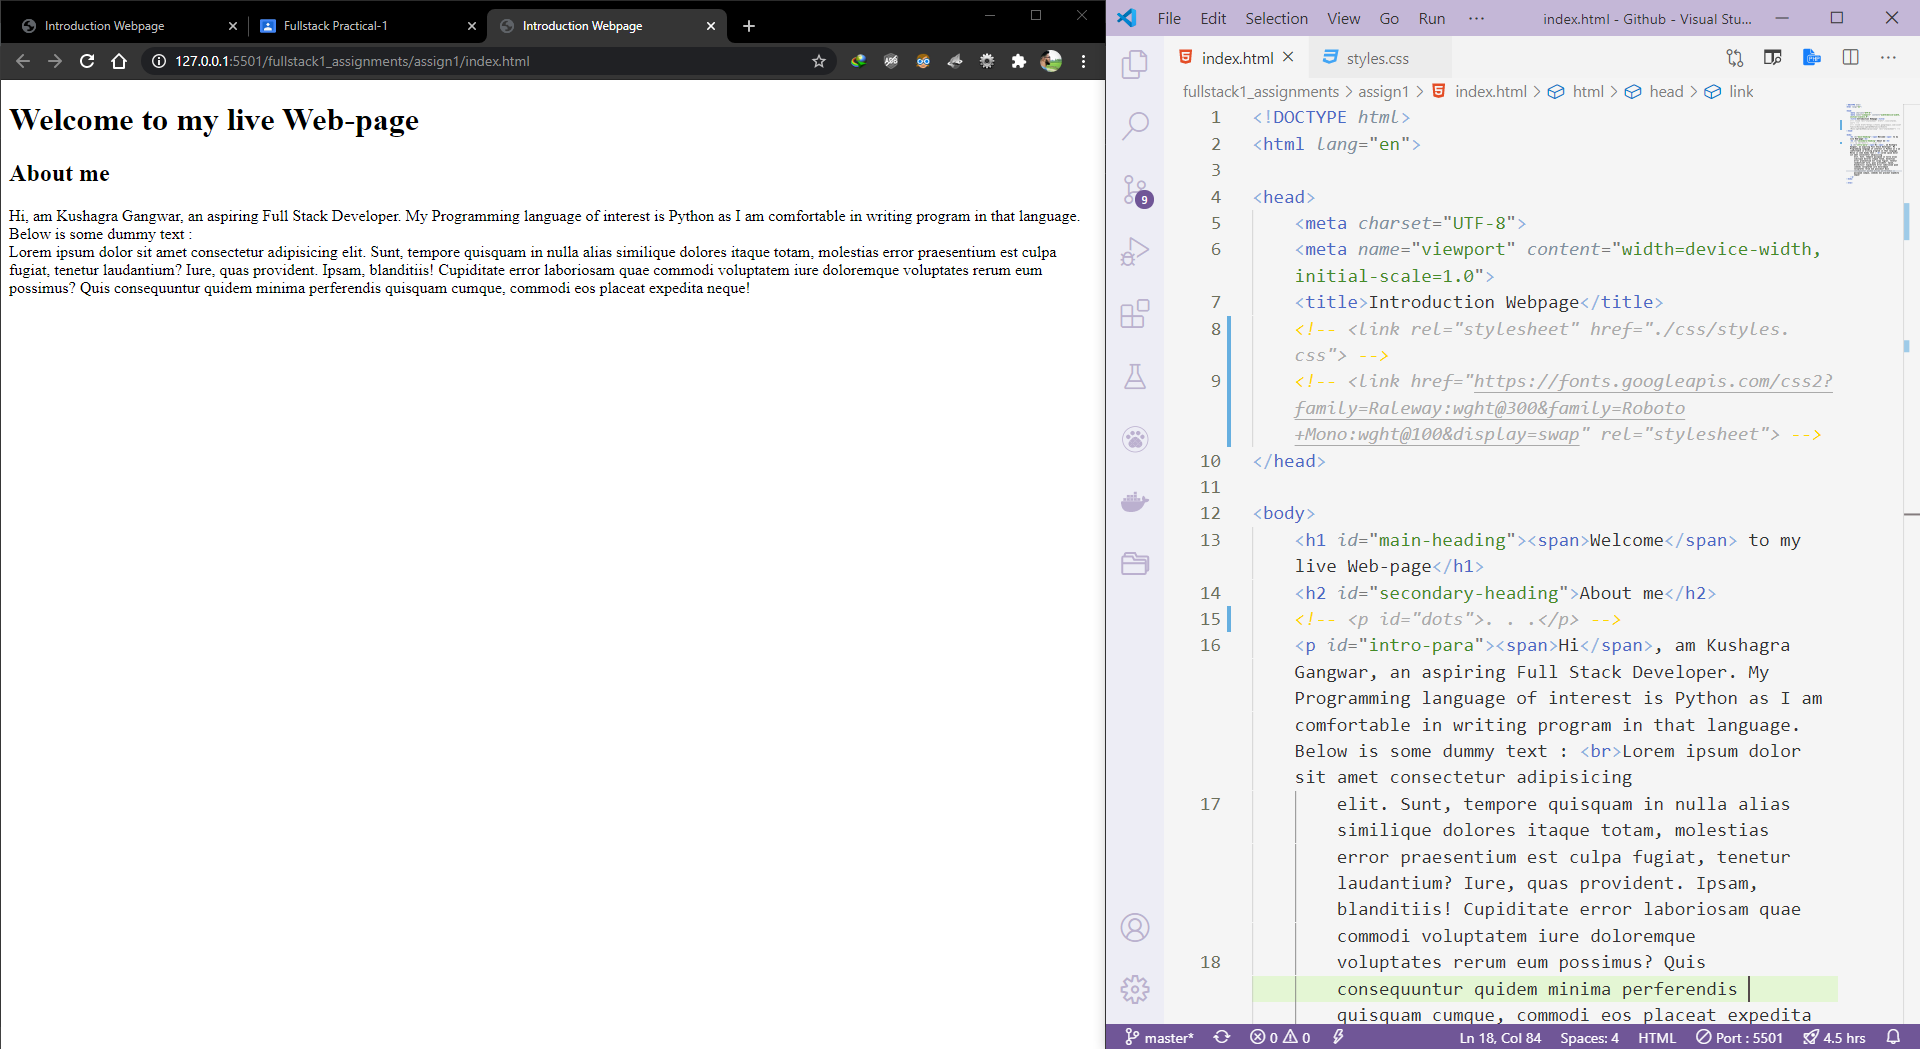 Introduction Webpage
Fullstack Practical-1
Introduction Webpage
127.0.0.1:5501/fullstack1_assignments/assign1/index.html
Welcome to my live Web-page
About me
Hi, am Kushagra Gangwar, an aspiring Full Stack Developer. My Programming language of interest is Python as I am comfortable in writing program in that language.
Below is some dummy text :
Lorem ipsum dolor sit amet consectetur adipisicing elit. Sunt, tempore quisquam in nulla alias similique dolores itaque totam, molestias error praesentium est culpa
fugiat, tenetur laudantium? Iure, quas provident. Ipsam, blanditiis! Cupiditate error laboriosam quae commodi voluptatem iure doloremque voluptates rerum eum
possimus? Quis consequuntur quidem minima perferendis quisquam cumque, commodi eos placeat expedita neque!
File Edit Selection View Go Run ··· index.html - Github - Visual Stu...
index.html styles.css
fullstack1_assignments > assign1 > index.html > html > head > link
1 <!DOCTYPE html>
2 <html lang="en">
3
4 <head>
5 <meta charset="UTF-8">
6 <meta name="viewport" content="width=device-width,
initial-scale=1.0">
7 <title>Introduction Webpage</title>
8 <!-- <link rel="stylesheet" href="./css/styles.
css"> -->
9 <!-- <link href="https://fonts.googleapis.com/css2?
family=Raleway:wght@300&family=Roboto
+Mono:wght@100&display=swap" rel="stylesheet"> -->
10 </head>
11
12 <body>
13 <h1 id="main-heading"><span>Welcome</span> to my
live Web-page</h1>
14 <h2 id="secondary-heading">About me</h2>
15 <!-- <p id="dots">. . .</p> -->
16 <p id="intro-para"><span>Hi</span>, am Kushagra
Gangwar, an aspiring Full Stack Developer. My
Programming language of interest is Python as I am
comfortable in writing program in that language.
Below is some dummy text : <br>Lorem ipsum dolor
sit amet consectetur adipisicing
17 elit. Sunt, tempore quisquam in nulla alias
similique dolores itaque totam, molestias
error praesentium est culpa fugiat, tenetur
laudantium? Iure, quas provident. Ipsam,
blanditiis! Cupiditate error laboriosam quae
commodi voluptatem iure doloremque
18 voluptates rerum eum possimus? Quis
consequuntur quidem minima perferendis
quisquam cumque, commodi eos placeat expedita
9
master* 0 0 Ln 18, Col 84 Spaces: 4 HTML Port : 5501 4.5 hrs